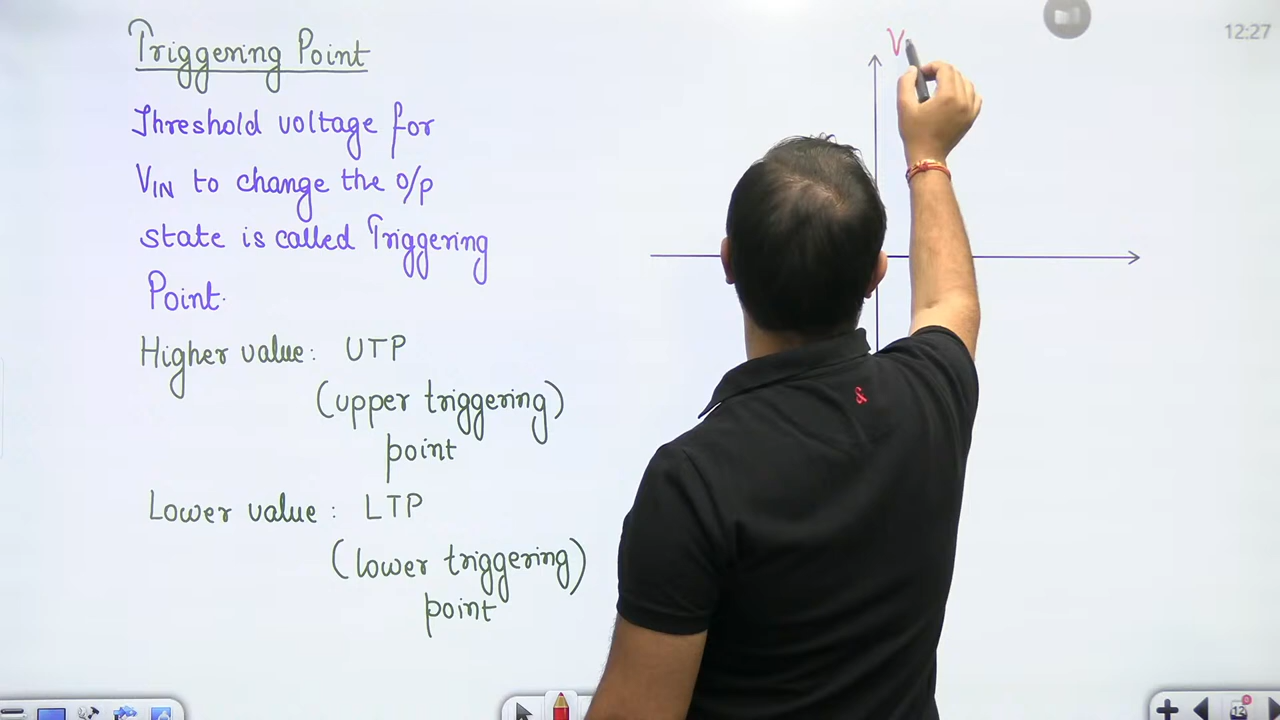 Triggering Point
Threshold voltage for
VIN to change the o/p
state is called Triggering
Point.
Higher value: UTP
(upper triggering)
point
Lower value: LTP
(lower triggering)
point
V
12:27
12